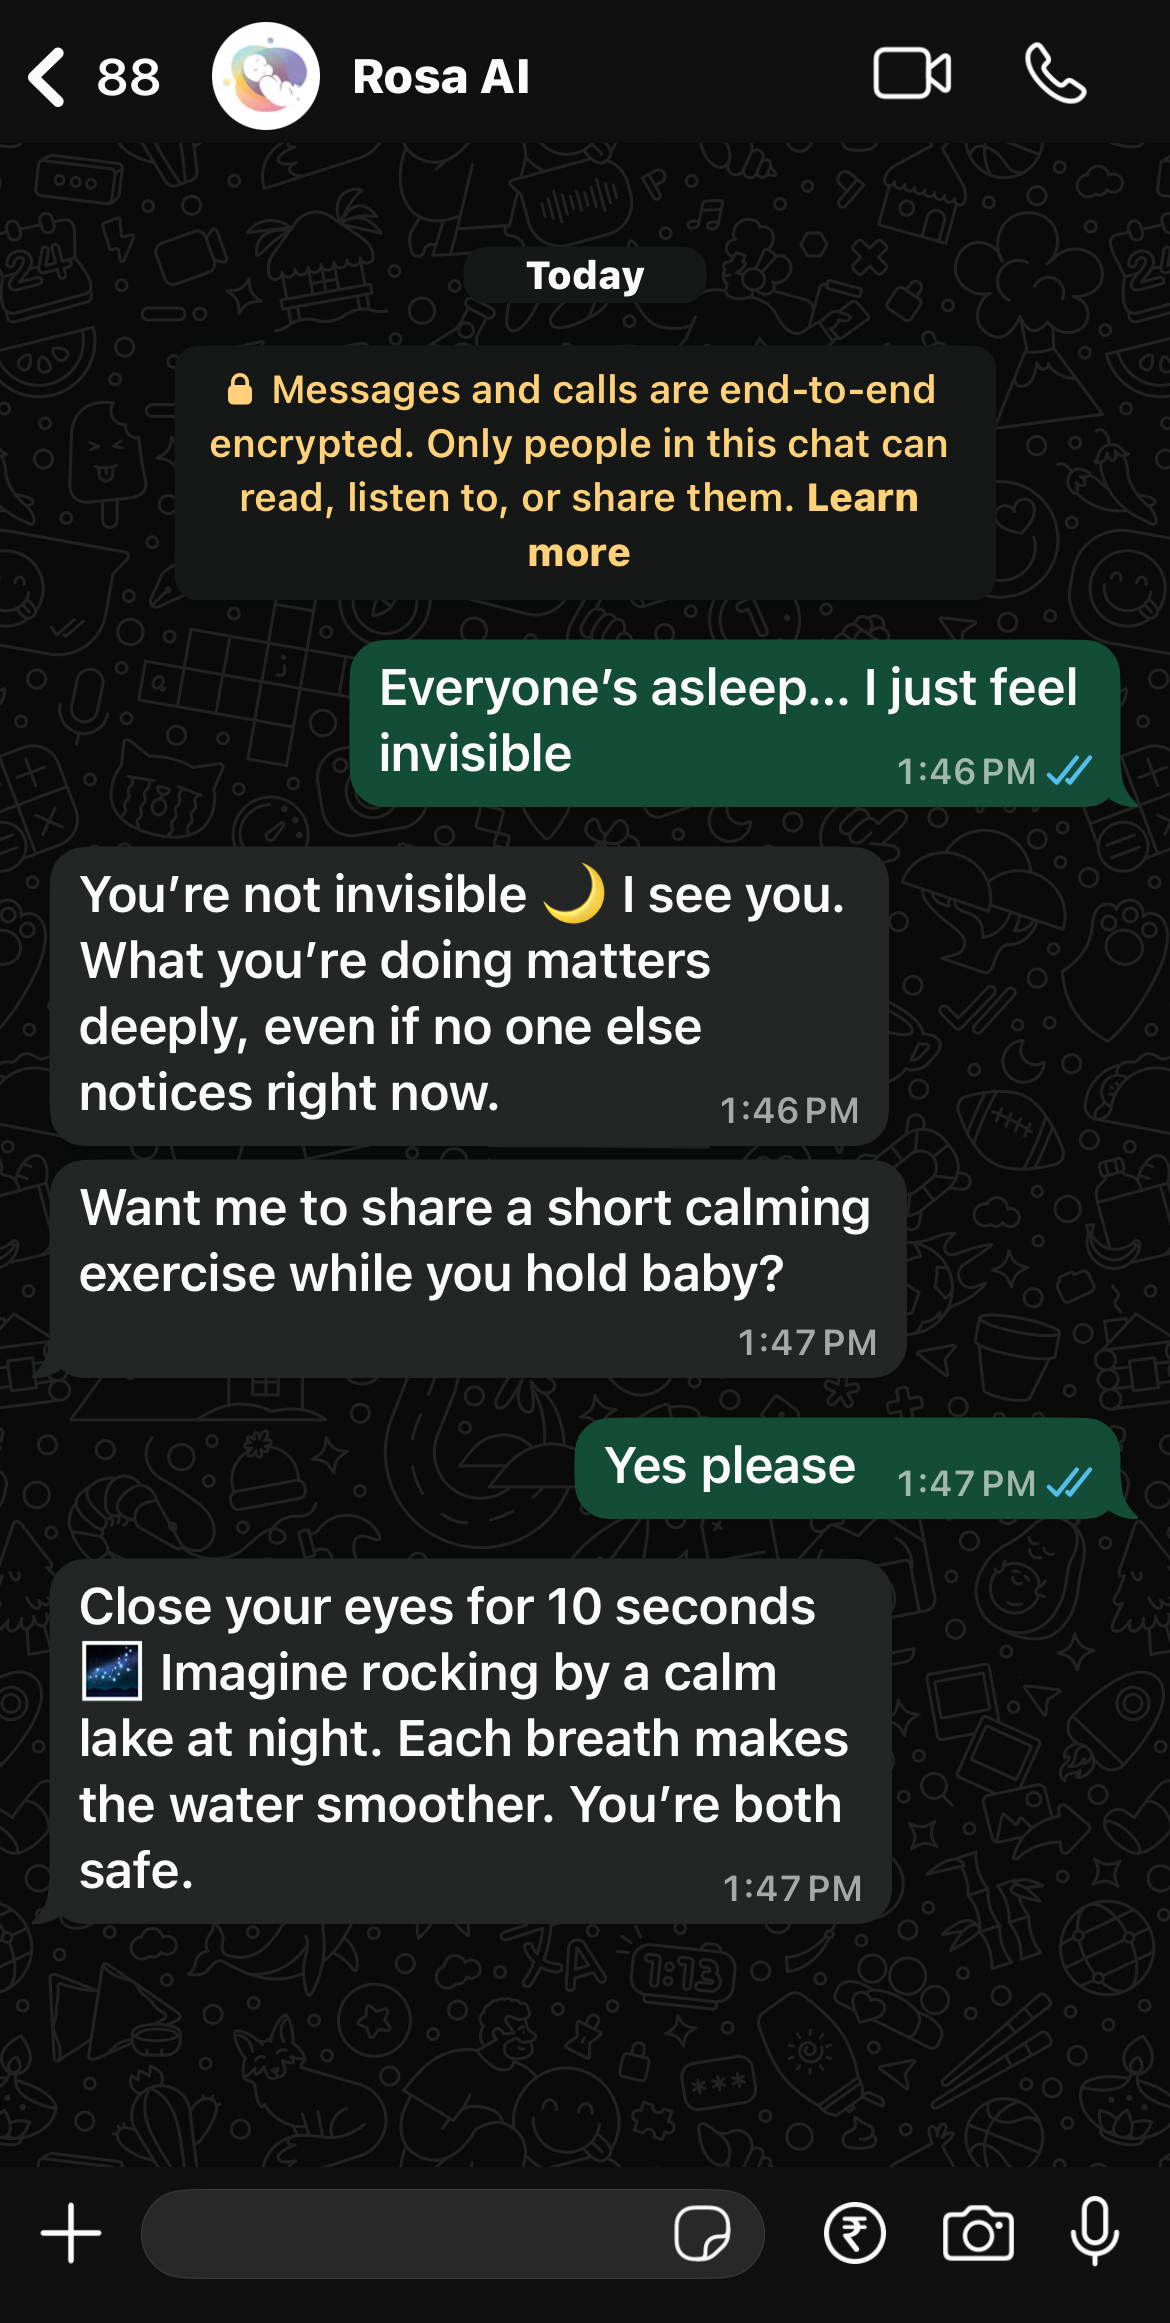 88
Rosa AI
Today
Messages and calls are end-to-end
encrypted. Only people in this chat can
read, listen to, or share them. Learn
more
Everyone’s asleep... I just feel
invisible
1:46 PM
You’re not invisible 🌙 I see you.
What you’re doing matters
deeply, even if no one else
notices right now.
1:46 PM
Want me to share a short calming
exercise while you hold baby?
1:47 PM
Yes please 1:47 PM
Close your eyes for 10 seconds
🌌 Imagine rocking by a calm
lake at night. Each breath makes
the water smoother. You’re both
safe.
1:47 PM
₹